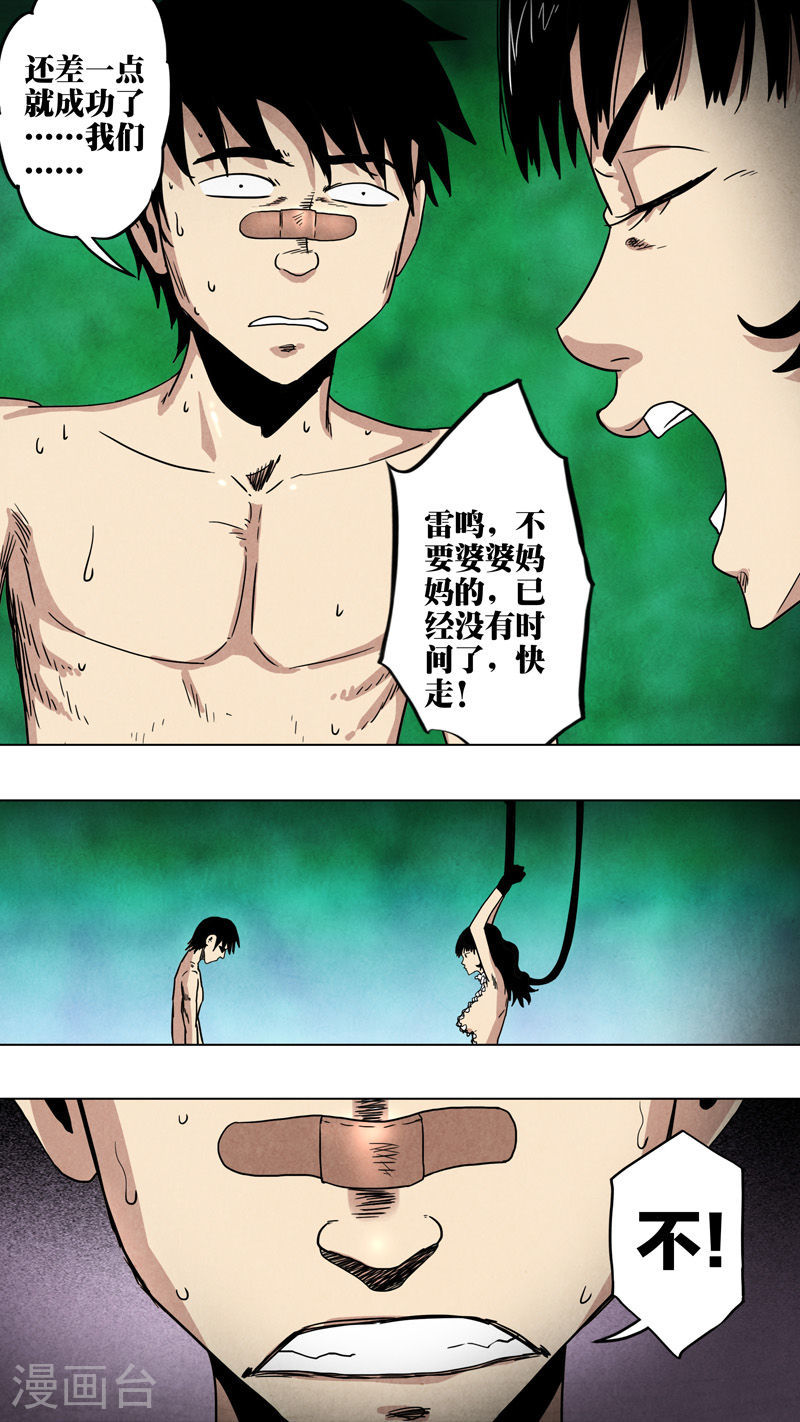 还差一点
就成功了
……我们
……
雷鸣，不
要婆婆妈
妈的，已
经没有时
间了，快
走！
不！
漫画台